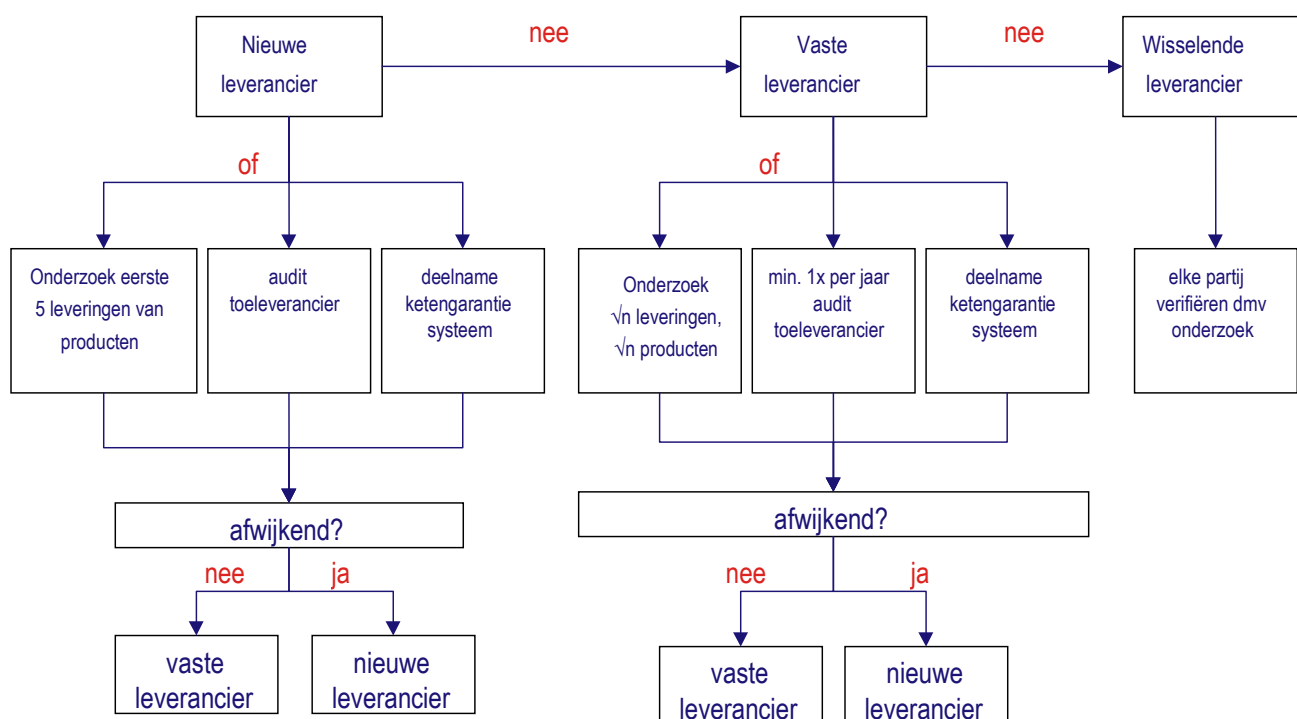 nee
nee
Nieuwe
leverancier
Vaste
leverancier
Wisselende
leverancier
of
of
Onderzoek eerste
5 leveringen van
producten
audit
toeleverancier
deelname
ketengarantie
systeem
Onderzoek
√n leveringen,
√n producten
min. 1x per jaar
audit
toeleverancier
deelname
ketengarantie
systeem
elke partij
verifiëren dmv
onderzoek
afwijkend?
afwijkend?
nee
ja
nee
ja
vaste
leverancier
nieuwe
leverancier
vaste
leverancier
nieuwe
leverancier